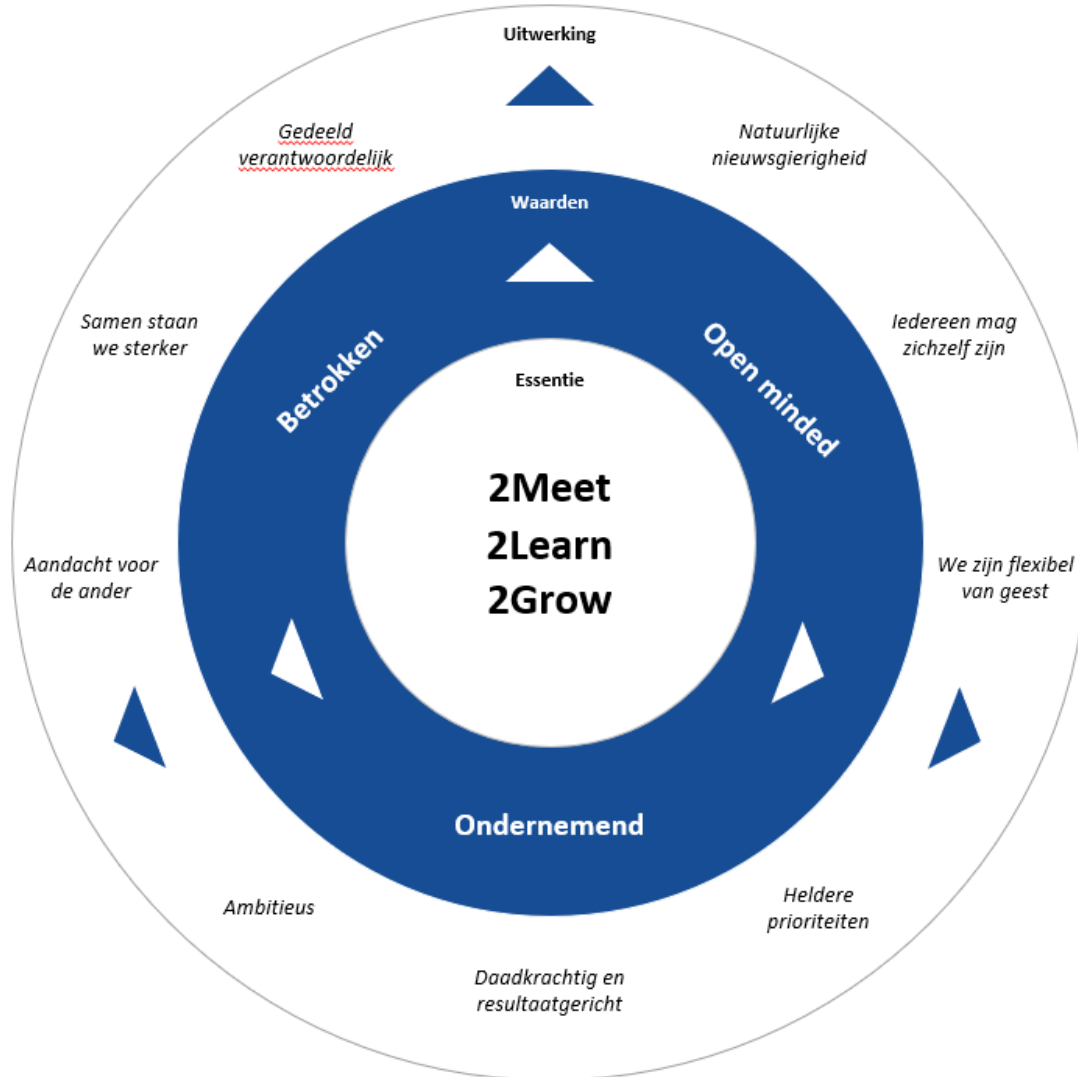 Uitwerking
Gedeeld
verantwoordelijk
Natuurlijke
nieuwsgierigheid
Waarden
Samen staan
we sterker
Betrokken
Open minded
Iedereen mag
zichzelf zijn
Essentie
2Meet
2Learn
2Grow
Aandacht voor
de ander
We zijn flexibel
van geest
Ondernemend
Ambitieus
Heldere
prioriteiten
Daadkrachtig en
resultaatgericht